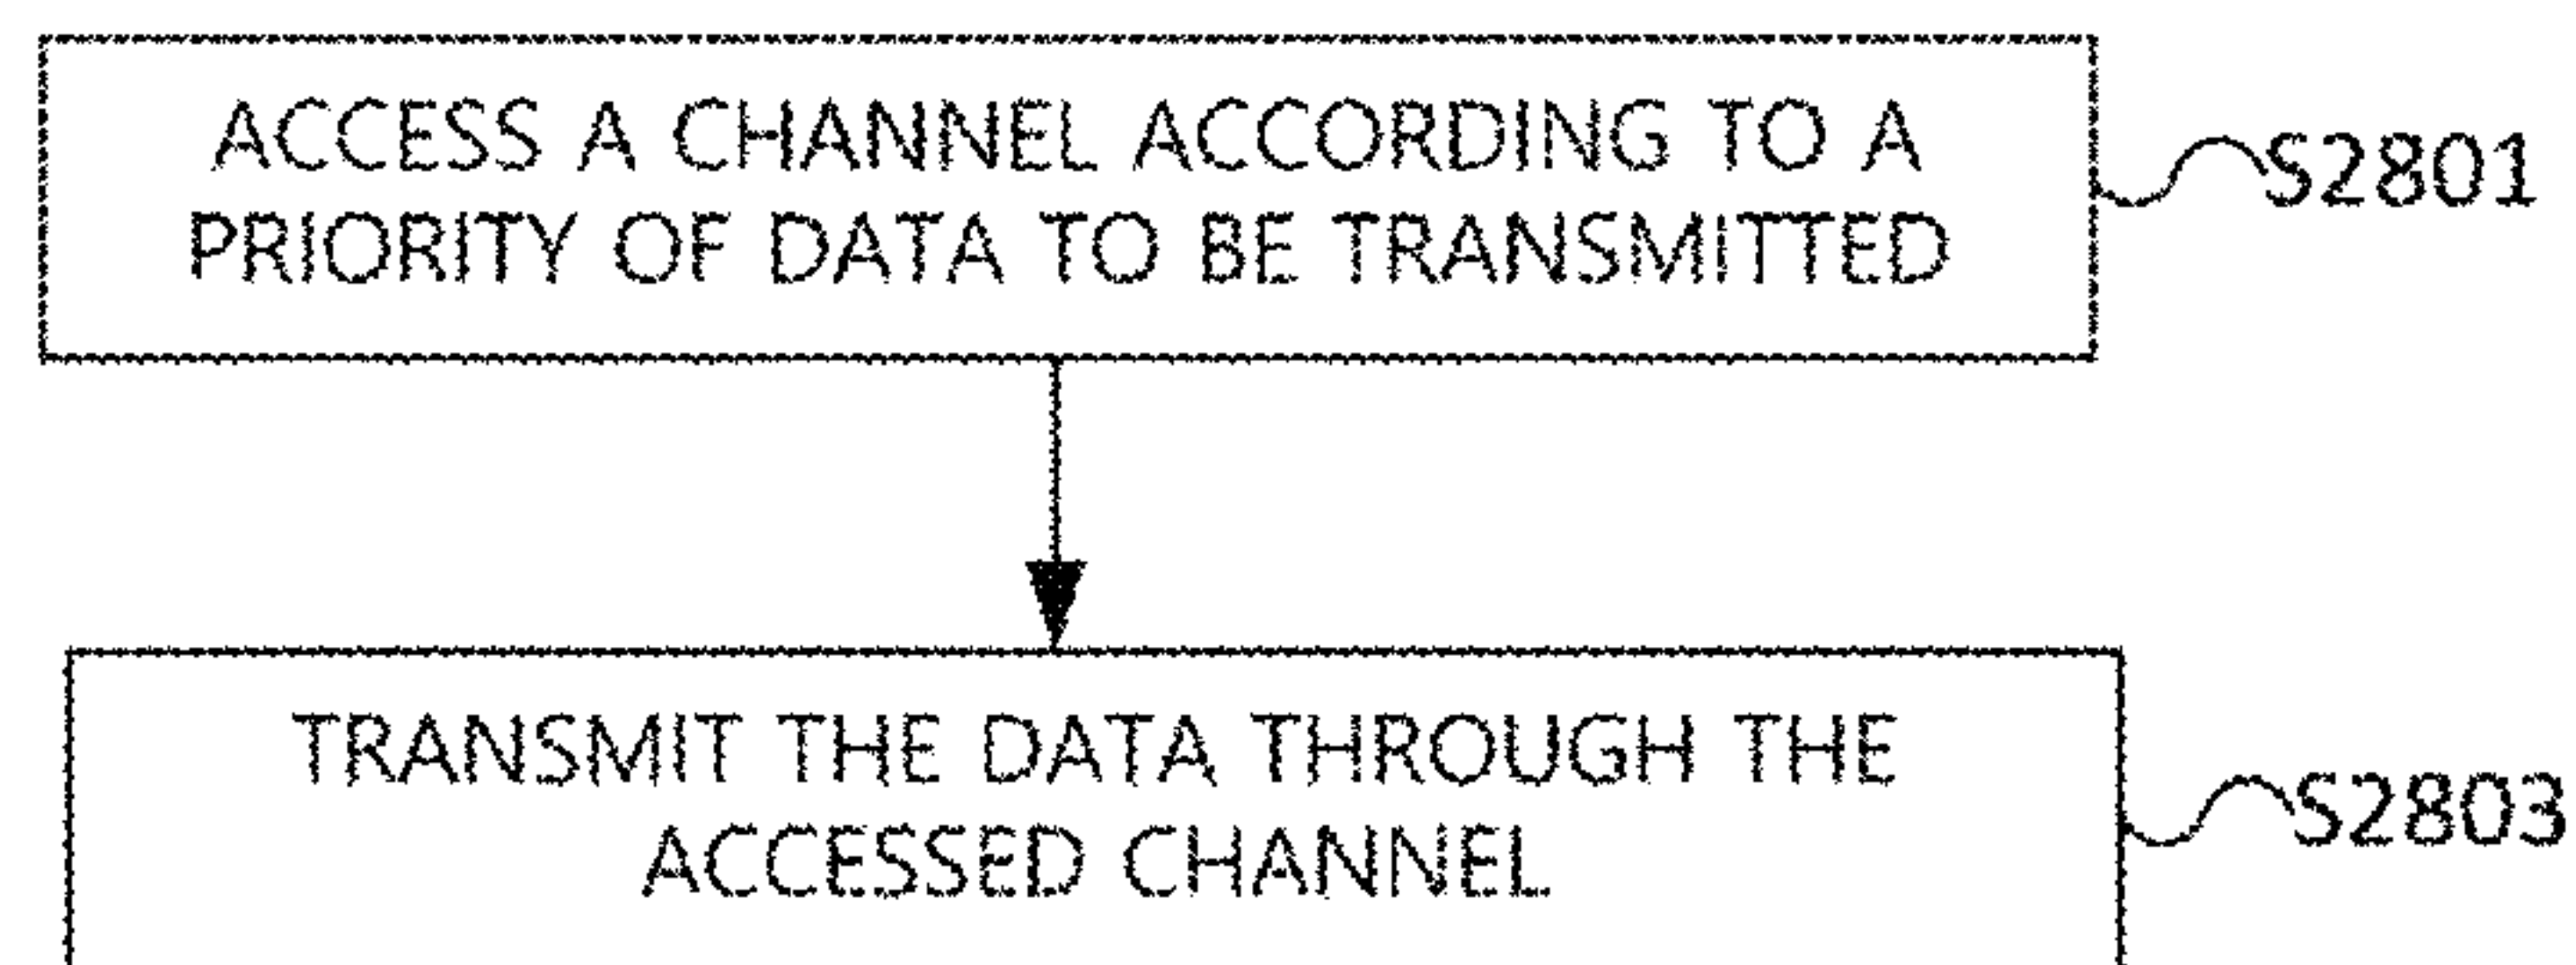 ACCESS A CHANNEL ACCORDING TO A
PRIORITY OF DATA TO BE TRANSMITTED
S2801
TRANSMIT THE DATA THROUGH THE
ACCESSED CHANNEL
S2803